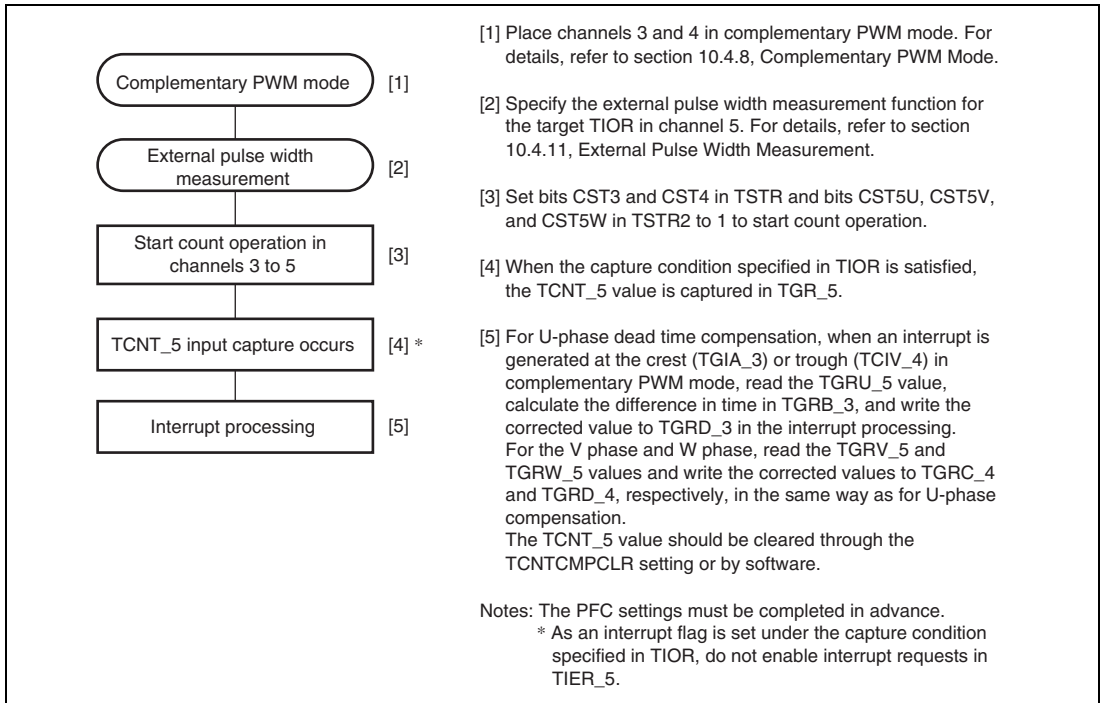 Complementary PWM mode [1]
External pulse width
measurement [2]
Start count operation in
channels 3 to 5 [3]
TCNT_5 input capture occurs [4] *
Interrupt processing [5]
[1] Place channels 3 and 4 in complementary PWM mode. For
details, refer to section 10.4.8, Complementary PWM Mode.
[2] Specify the external pulse width measurement function for
the target TIOR in channel 5. For details, refer to section
10.4.11, External Pulse Width Measurement.
[3] Set bits CST3 and CST4 in TSTR and bits CST5U, CST5V,
and CST5W in TSTR2 to 1 to start count operation.
[4] When the capture condition specified in TIOR is satisfied,
the TCNT_5 value is captured in TGR_5.
[5] For U-phase dead time compensation, when an interrupt is
generated at the crest (TGIA_3) or trough (TCIV_4) in
complementary PWM mode, read the TGRU_5 value,
calculate the difference in time in TGRB_3, and write the
corrected value to TGRD_3 in the interrupt processing.
For the V phase and W phase, read the TGRV_5 and
TGRW_5 values and write the corrected values to TGRC_4
and TGRD_4, respectively, in the same way as for U-phase
compensation.
The TCNT_5 value should be cleared through the
TCNTCMPCLR setting or by software.
Notes: The PFC settings must be completed in advance.
* As an interrupt flag is set under the capture condition
specified in TIOR, do not enable interrupt requests in
TIER_5.